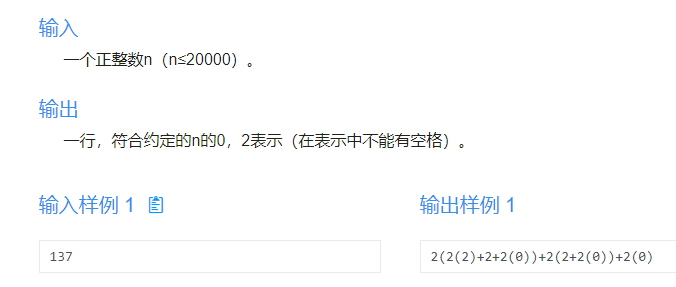 输入
一个正整数n（n≤20000）。
输出
一行，符合约定的n的0，2表示（在表示中不能有空格）。
输入样例 1
输出样例 1
137
2(2(2)+2+2(0))+2(2+2(0))+2(0)